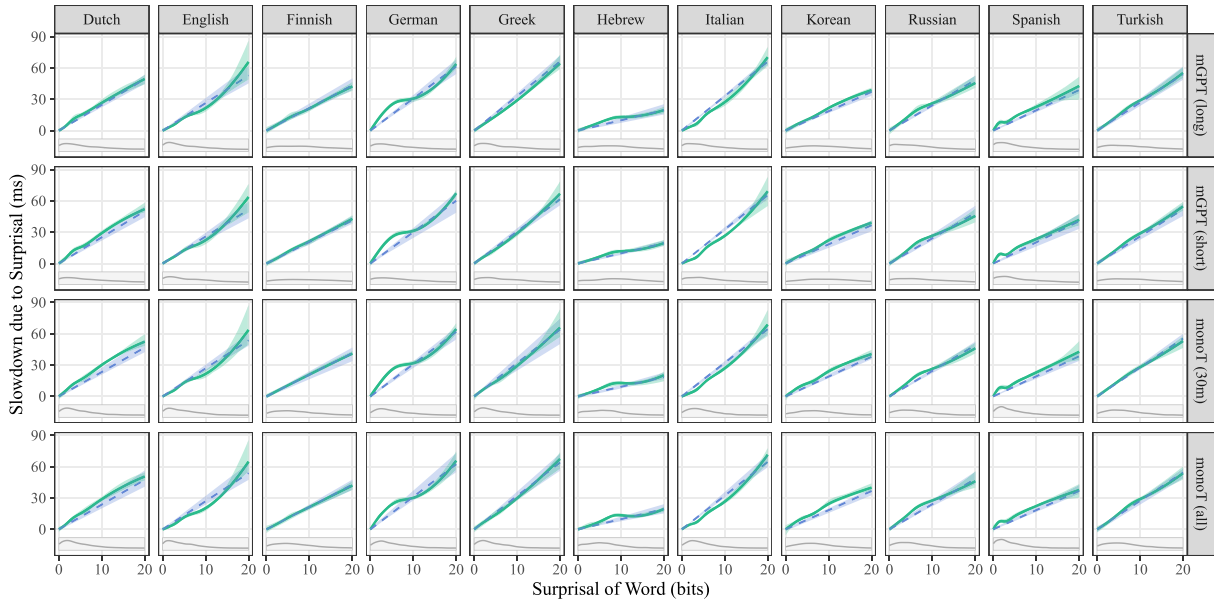 Dutch English Finnish German Greek Hebrew Italian Korean Russian Spanish Turkish
Slowdown due to Surprisal (ms)
90
60
30
0
mGPT (long)
90
60
30
0
mGPT (short)
90
60
30
0
monoT (30m)
90
60
30
0
monoT (all)
0 10 20 0 10 20 0 10 20 0 10 20 0 10 20 0 10 20 0 10 20 0 10 20 0 10 20 0 10 20 0 10 20
Surprisal of Word (bits)